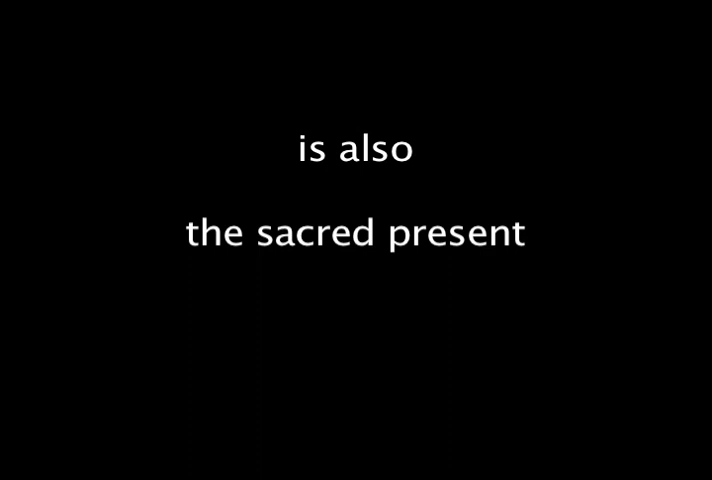 is also
the sacred present